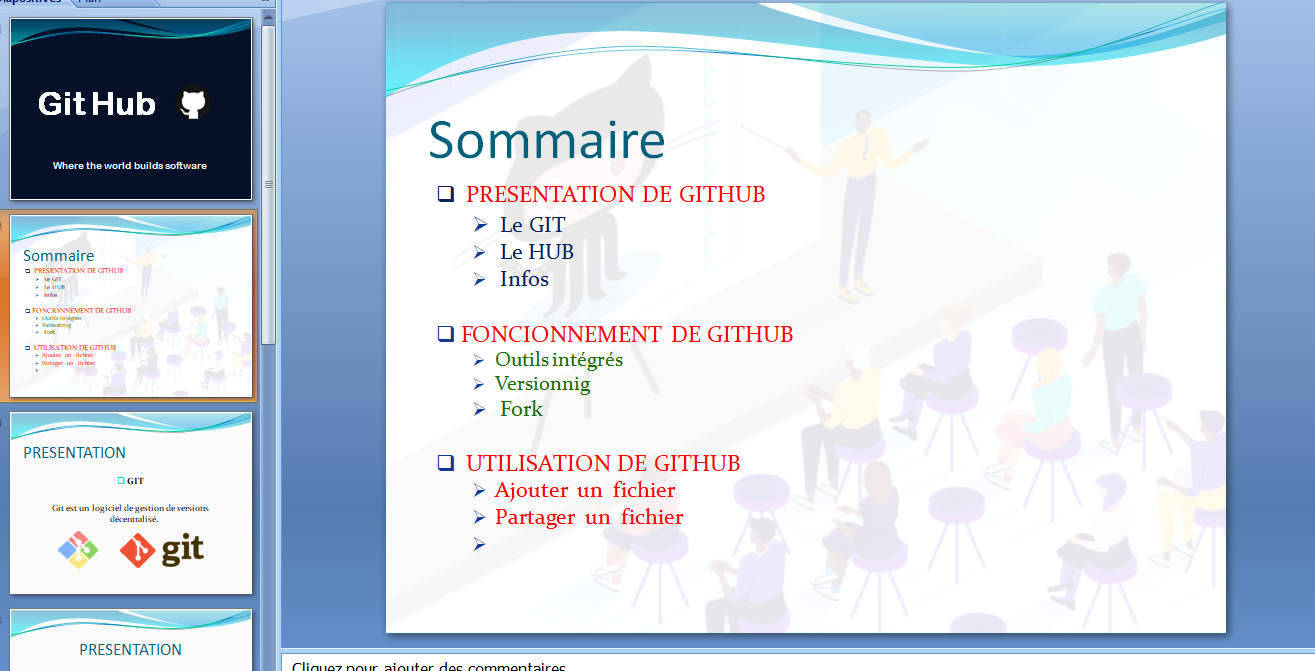 Diapositives Plan
Git Hub
Where the world builds software
Sommaire
PRESENTATION DE GITHUB
Le GIT
Le HUB
Infos
FONCIONNEMENT DE GITHUB
Outils intégrés
Versionnig
Fork
UTILISATION DE GITHUB
Ajouter un fichier
Partager un fichier
PRESENTATION
GIT
Git est un logiciel de gestion de versions
décentralisé.
git
PRESENTATION
Sommaire
PRESENTATION DE GITHUB
Le GIT
Le HUB
Infos
FONCIONNEMENT DE GITHUB
Outils intégrés
Versionnig
Fork
UTILISATION DE GITHUB
Ajouter un fichier
Partager un fichier
Cliquez pour ajouter des commentaires